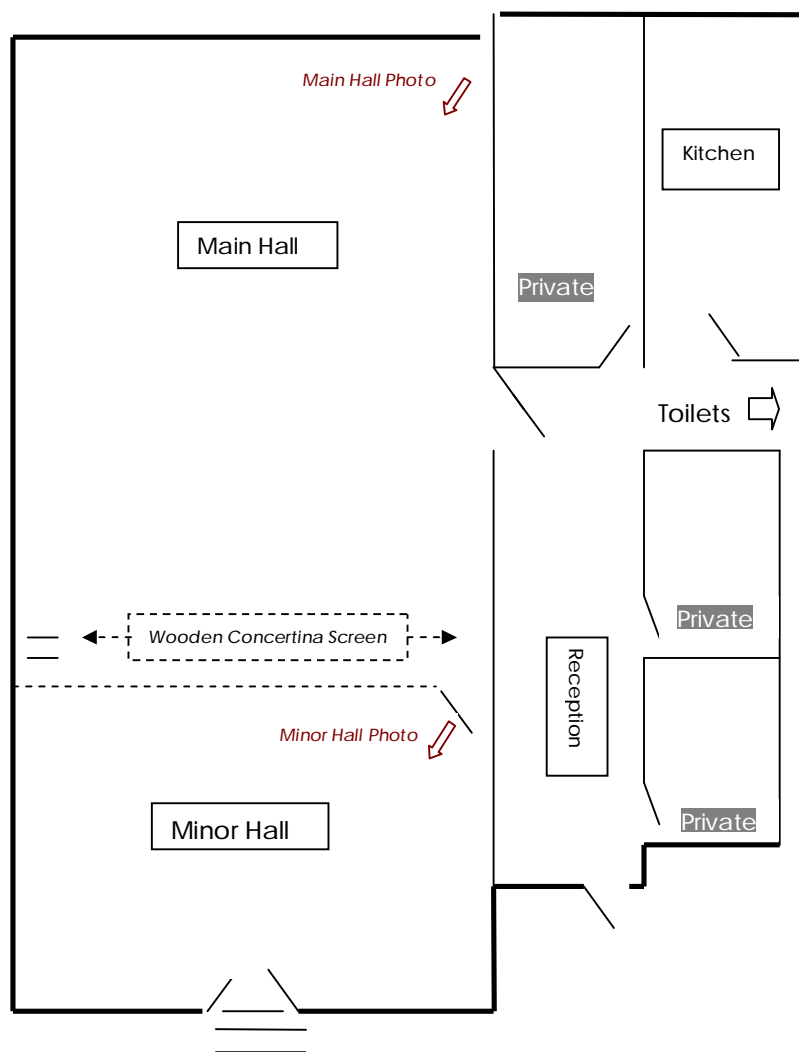 Main Hall Photo
Kitchen
Main Hall
Private
Toilets
Wooden Concertina Screen
Private
Reception
Minor Hall Photo
Minor Hall
Private